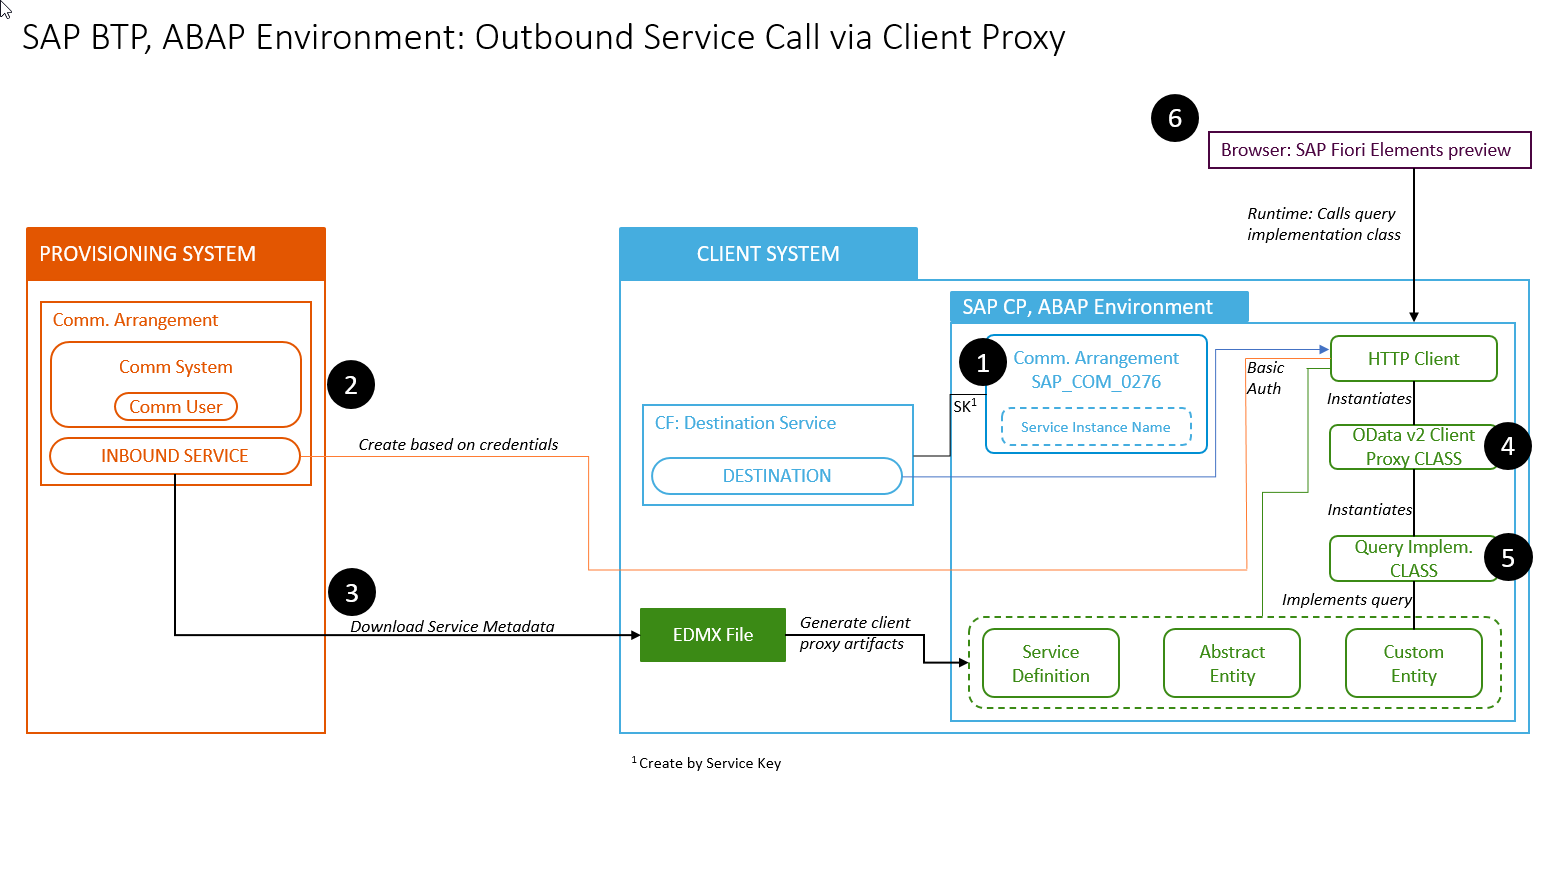 SAP BTP, ABAP Environment: Outbound Service Call via Client Proxy
6
Browser: SAP Fiori Elements preview
Runtime: Calls query
implementation class
PROVISIONING SYSTEM
Comm. Arrangement
Comm System
Comm User
INBOUND SERVICE
2
Create based on credentials
3
Download Service Metadata
CLIENT SYSTEM
CF: Destination Service
DESTINATION
EDMX File
Generate client
proxy artifacts
SAP CP, ABAP Environment
1
Comm. Arrangement
SAP_COM_0276
Service Instance Name
SK1
Basic
Auth
HTTP Client
Instantiates
OData v2 Client
Proxy CLASS
4
Instantiates
Query Implem.
CLASS
5
Implements query
Service
Definition
Abstract
Entity
Custom
Entity
1 Create by Service Key